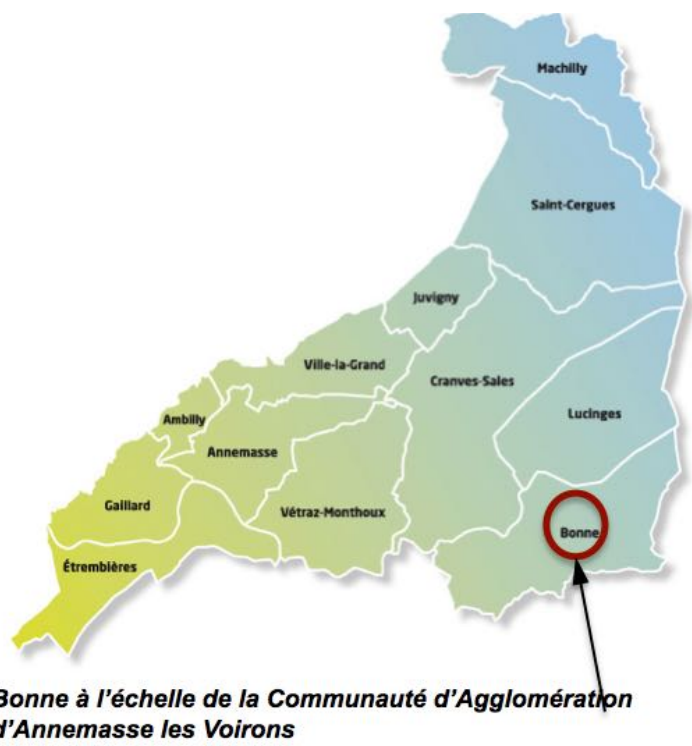 Machilly
Saint-Cergues
Juvigny
Ville-la-Grand
Cranves-Sales
Lucinges
Ambilly
Annemasse
Gaillard
Vétraz-Monthoux
Bonne
Étrembières
Bonne à l'échelle de la Communauté d'Agglomération
d'Annemasse les Voirons